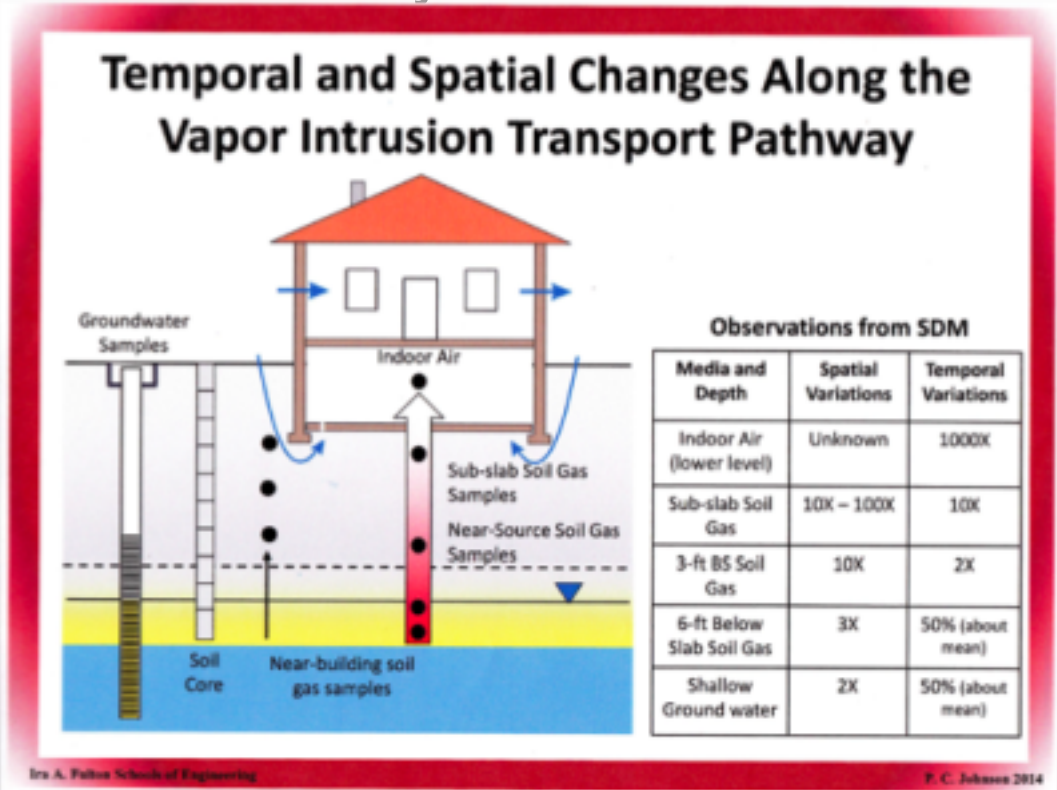 Temporal and Spatial Changes Along the
Vapor Intrusion Transport Pathway
Groundwater
Samples
Indoor Air
Sub-slab Soil Gas
Samples
Near-Source Soil Gas
Samples
Soil
Core
Near-building soil
gas samples
Observations from SDM
Media and
Depth
Spatial
Variations
Temporal
Variations
Indoor Air
(lower level)
Unknown
1000X
Sub-slab Soil
Gas
10X – 100X
10X
3-ft BS Soil
Gas
10X
2X
6-ft Below
Slab Soil Gas
3X
50% (about
mean)
Shallow
Ground water
2X
50% (about
mean)
Ira A. Fulton Schools of Engineering
P. C. Johnson 2014